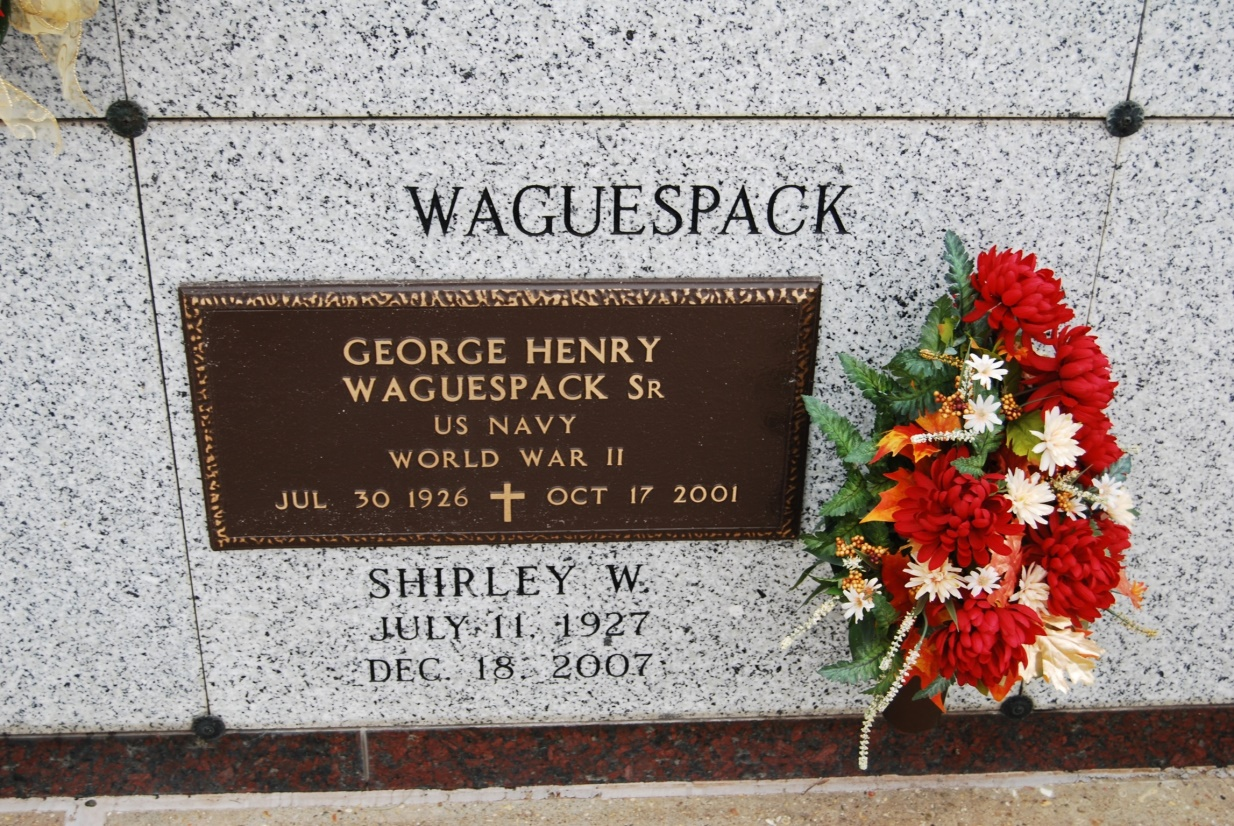 WAGUESPACK
GEORGE HENRY
WAGUESPACK SR
US NAVY
WORLD WAR II
JUL 30 1926 ✝ OCT 17 2001
SHIRLEY W.
JULY 11, 1927
DEC. 18, 2007